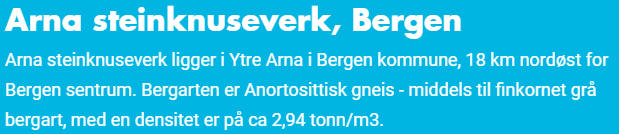 Arna steinknuseverk, Bergen
Arna steinknuseverk ligger i Ytre Arna i Bergen kommune, 18 km nordøst for
Bergen sentrum. Bergarten er Anortosittisk gneis - middels til finkornet grå
bergart, med en densitet er på ca 2,94 tonn/m3.